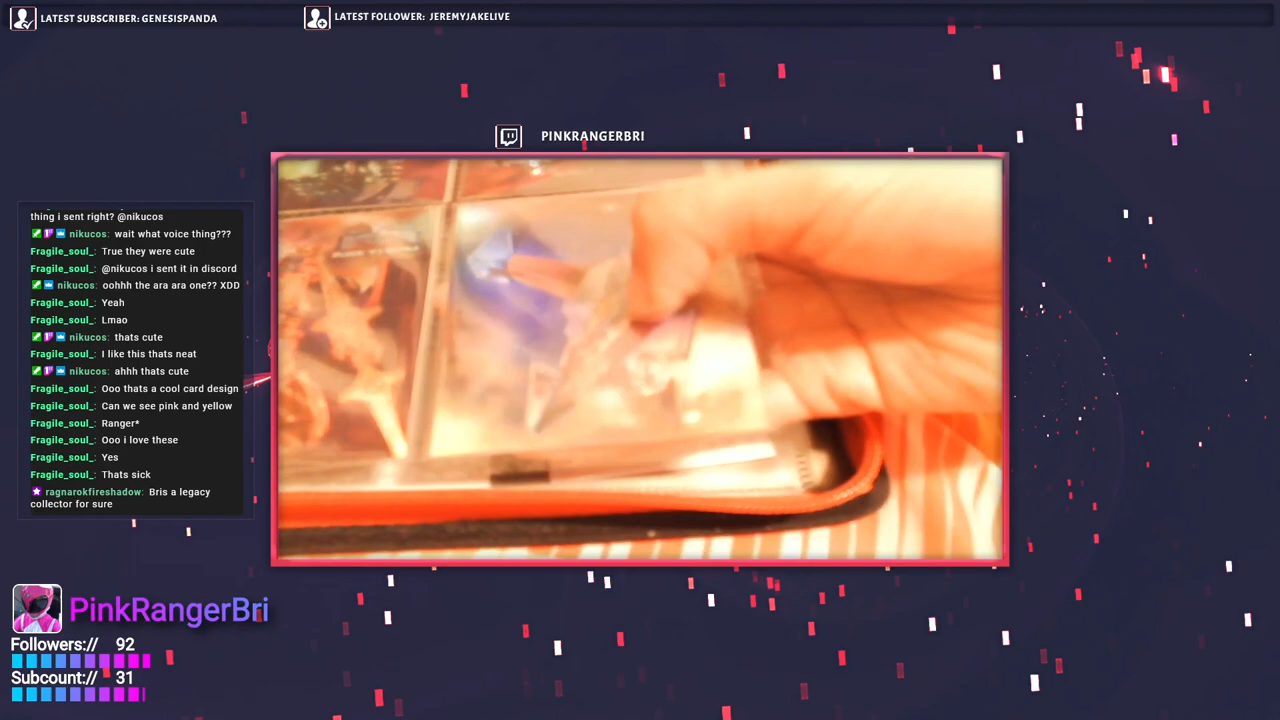 LATEST SUBSCRIBER: GENESISPANDA
LATEST FOLLOWER: JEREMYJAKELIVE
PINKRANGERBRI
thing i sent right? @nikucos
nikucos: wait what voice thing???
Fragile_soul_: True they were cute
Fragile_soul_: @nikucos i sent it in discord
nikucos: oohhh the ara ara one?? XDD
Fragile_soul_: Yeah
Fragile_soul_: Lmao
nikucos: thats cute
Fragile_soul_: I like this thats neat
nikucos: ahhh thats cute
Fragile_soul_: Ooo thats a cool card design
Fragile_soul_: Can we see pink and yellow
Fragile_soul_: Ranger*
Fragile_soul_: Ooo i love these
Fragile_soul_: Yes
Fragile_soul_: Thats sick
ragnarokfireshadow: Bris a legacy
collector for sure
PinkRangerBri
Followers:// 92
Subcount:// 31